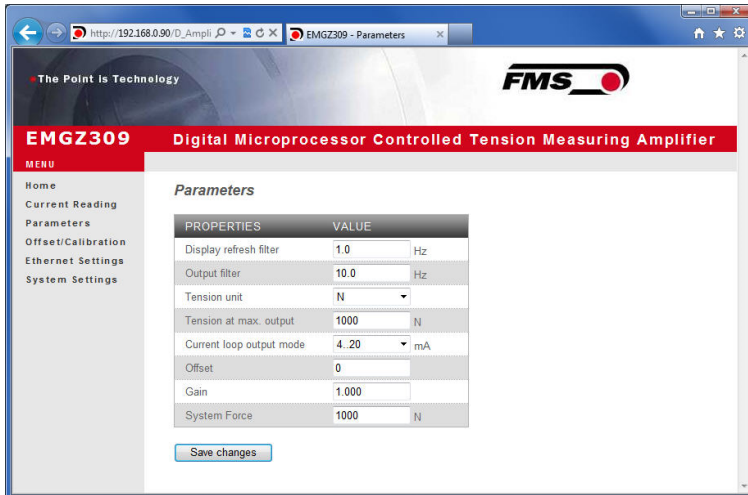 http://192.168.0.90/D_Ampli
EMGZ309 - Parameters
The Point Is Technology
FMS
EMGZ309 Digital Microprocessor Controlled Tension Measuring Amplifier
MENU
Home
Current Reading
Parameters
Offset/Calibration
Ethernet Settings
System Settings
Parameters
PROPERTIES VALUE
Display refresh filter 1.0 Hz
Output filter 10.0 Hz
Tension unit N
Tension at max. output 1000 N
Current loop output mode 4..20 mA
Offset 0
Gain 1.000
System Force 1000 N
Save changes